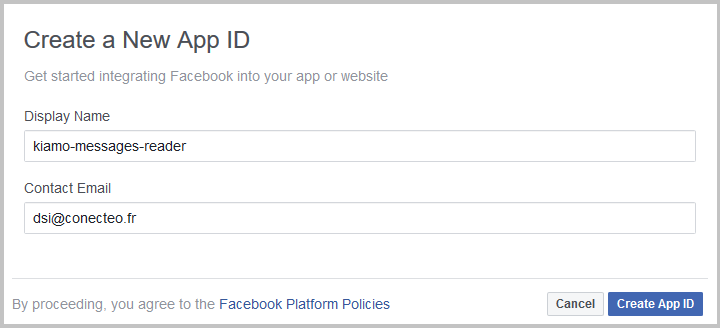 Create a New App ID
Get started integrating Facebook into your app or website
Display Name
kiamo-messages-reader
Contact Email
dsi@conecteo.fr
By proceeding, you agree to the Facebook Platform Policies
Cancel
Create App ID